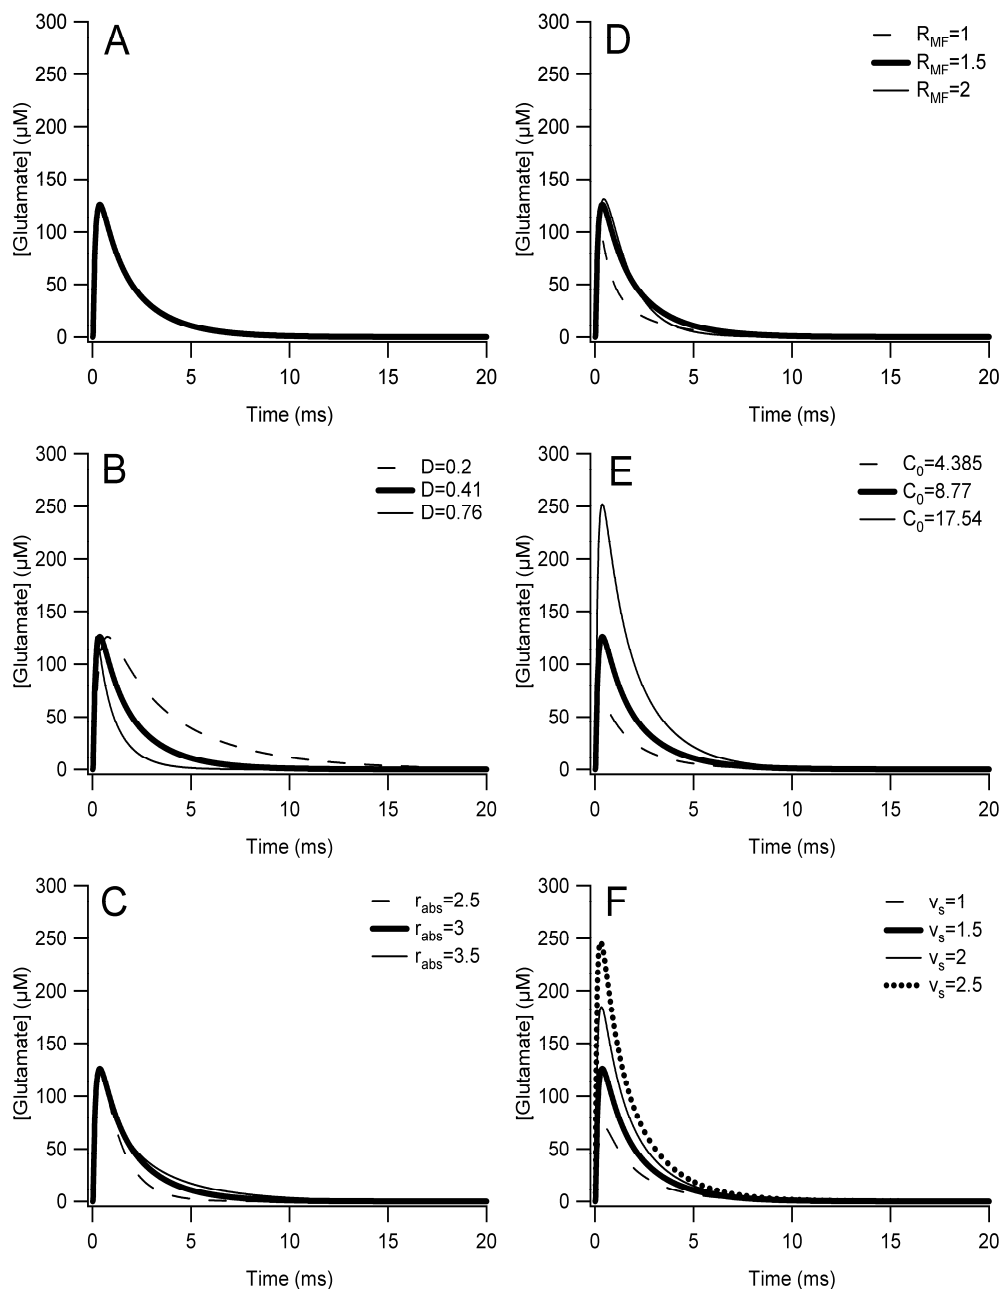 A
300
250
200
150
100
50
0
[Glutamate] (µM)
0 5 10 15 20
Time (ms)
D
R_MF=1
R_MF=1.5
R_MF=2
300
250
200
150
100
50
0
[Glutamate] (µM)
0 5 10 15 20
Time (ms)
B
D=0.2
D=0.41
D=0.76
300
250
200
150
100
50
0
[Glutamate] (µM)
0 5 10 15 20
Time (ms)
E
C_0=4.385
C_0=8.77
C_0=17.54
300
250
200
150
100
50
0
[Glutamate] (µM)
0 5 10 15 20
Time (ms)
C
r_abs=2.5
r_abs=3
r_abs=3.5
300
250
200
150
100
50
0
[Glutamate] (µM)
0 5 10 15 20
Time (ms)
F
v_s=1
v_s=1.5
v_s=2
v_s=2.5
300
250
200
150
100
50
0
[Glutamate] (µM)
0 5 10 15 20
Time (ms)